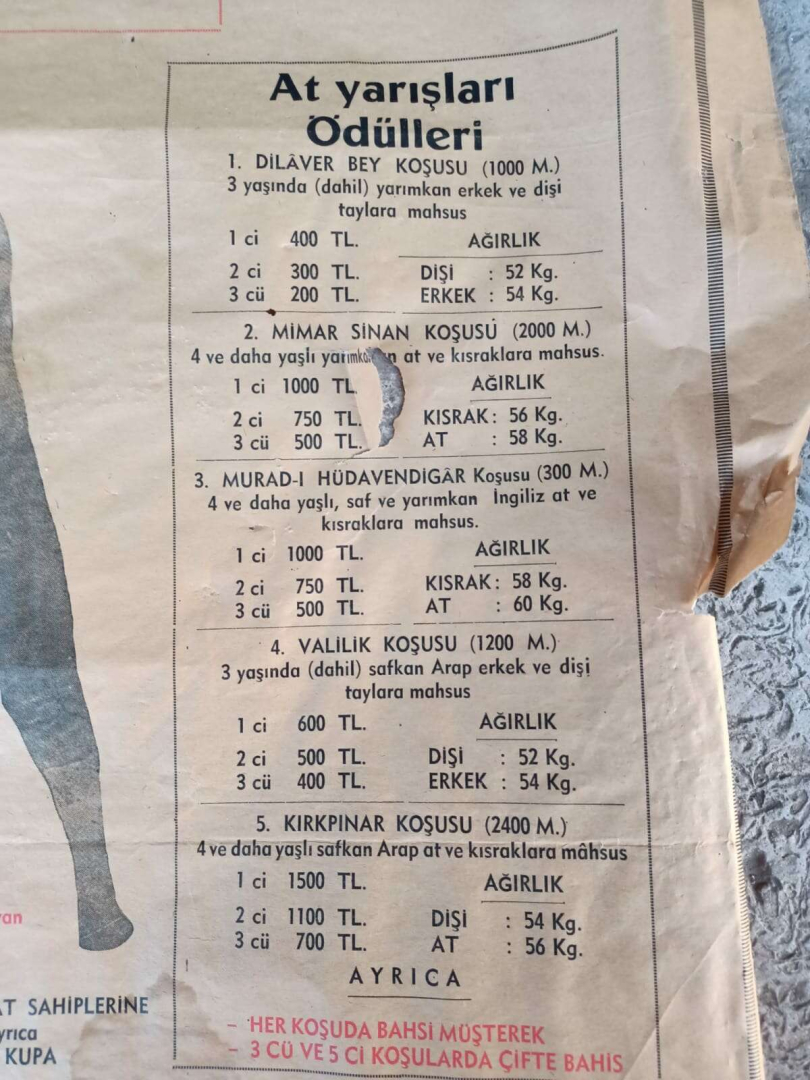 At yarışları
Ödülleri
1. DİLÂVER BEY KOŞUSU (1000 M.)
3 yaşında (dahil) yarımkan erkek ve dişi
taylara mahsus
1 ci 400 TL. AĞIRLIK
2 ci 300 TL. DİŞİ : 52 Kg.
3 cü 200 TL. ERKEK : 54 Kg.
2. MİMAR SİNAN KOŞUSU (2000 M.)
4 ve daha yaşlı at ve kısraklara mahsus.
1 ci 1000 TL AĞIRLIK
2 ci 750 TL. KISRAK: 56 Kg.
3 cü 500 TL. AT : 58 Kg.
3. MURAD-I HÜDAVENDİGÂR Koşusu (300 M.)
4 ve daha yaşlı, saf ve yarımkan İngiliz at ve
kısraklara mahsus.
1 ci 1000 TL. AĞIRLIK
2 ci 750 TL. KISRAK: 58 Kg.
3 cü 500 TL. AT : 60 Kg.
4. VALİLİK KOŞUSU (1200 M.)
3 yaşında (dahil) safkan Arap erkek ve dişi
taylara mahsus
1 ci 600 TL. AĞIRLIK
2 ci 500 TL. DİŞİ : 52 Kg.
3 cü 400 TL. ERKEK : 54 Kg.
5. KIRKPINAR KOŞUSU (2400 M.)
4 ve daha yaşlı safkan Arap at ve kısraklara mâhsus
1 ci 1500 TL. AĞIRLIK
2 ci 1100 TL. DİŞİ : 54 Kg.
3 cü 700 TL. AT : 56 Kg.
AYRICA
- HER KOŞUDA BAHSİ MÜŞTEREK
- 3 CÜ VE 5 Cİ KOŞULARDA ÇİFTE BAHİS
SAHİPLERİNE
KUPA